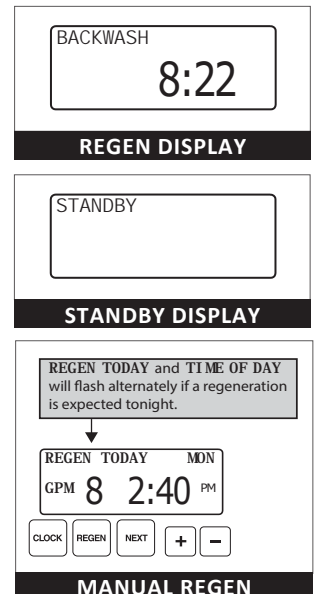 BACKWASH
8:22
REGEN DISPLAY
STANDBY
STANDBY DISPLAY
REGEN TODAY and TIME OF DAY
will flash alternately if a regeneration
is expected tonight.
REGEN TODAY MON
GPM 8 2:40 PM
CLOCK REGEN NEXT + −
MANUAL REGEN